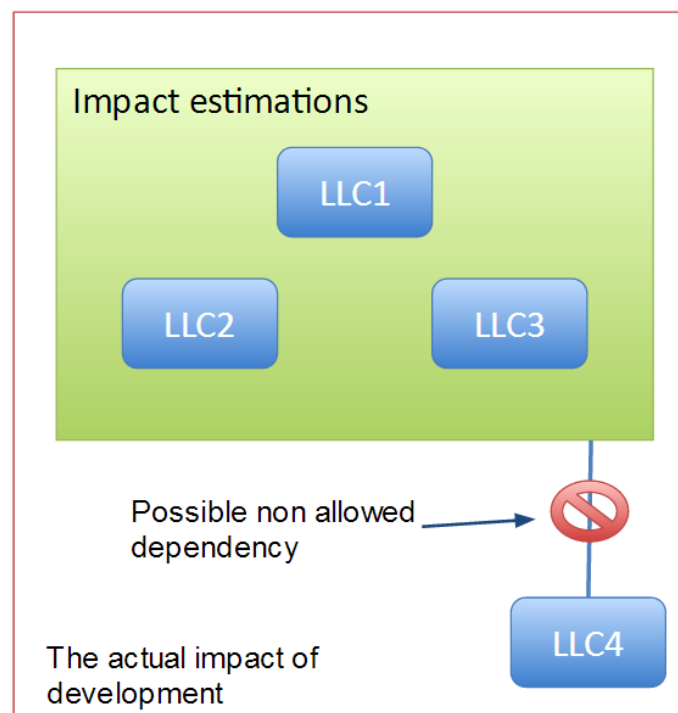 Impact estimations
LLC1
LLC2
LLC3
Possible non allowed
dependency
LLC4
The actual impact of
development